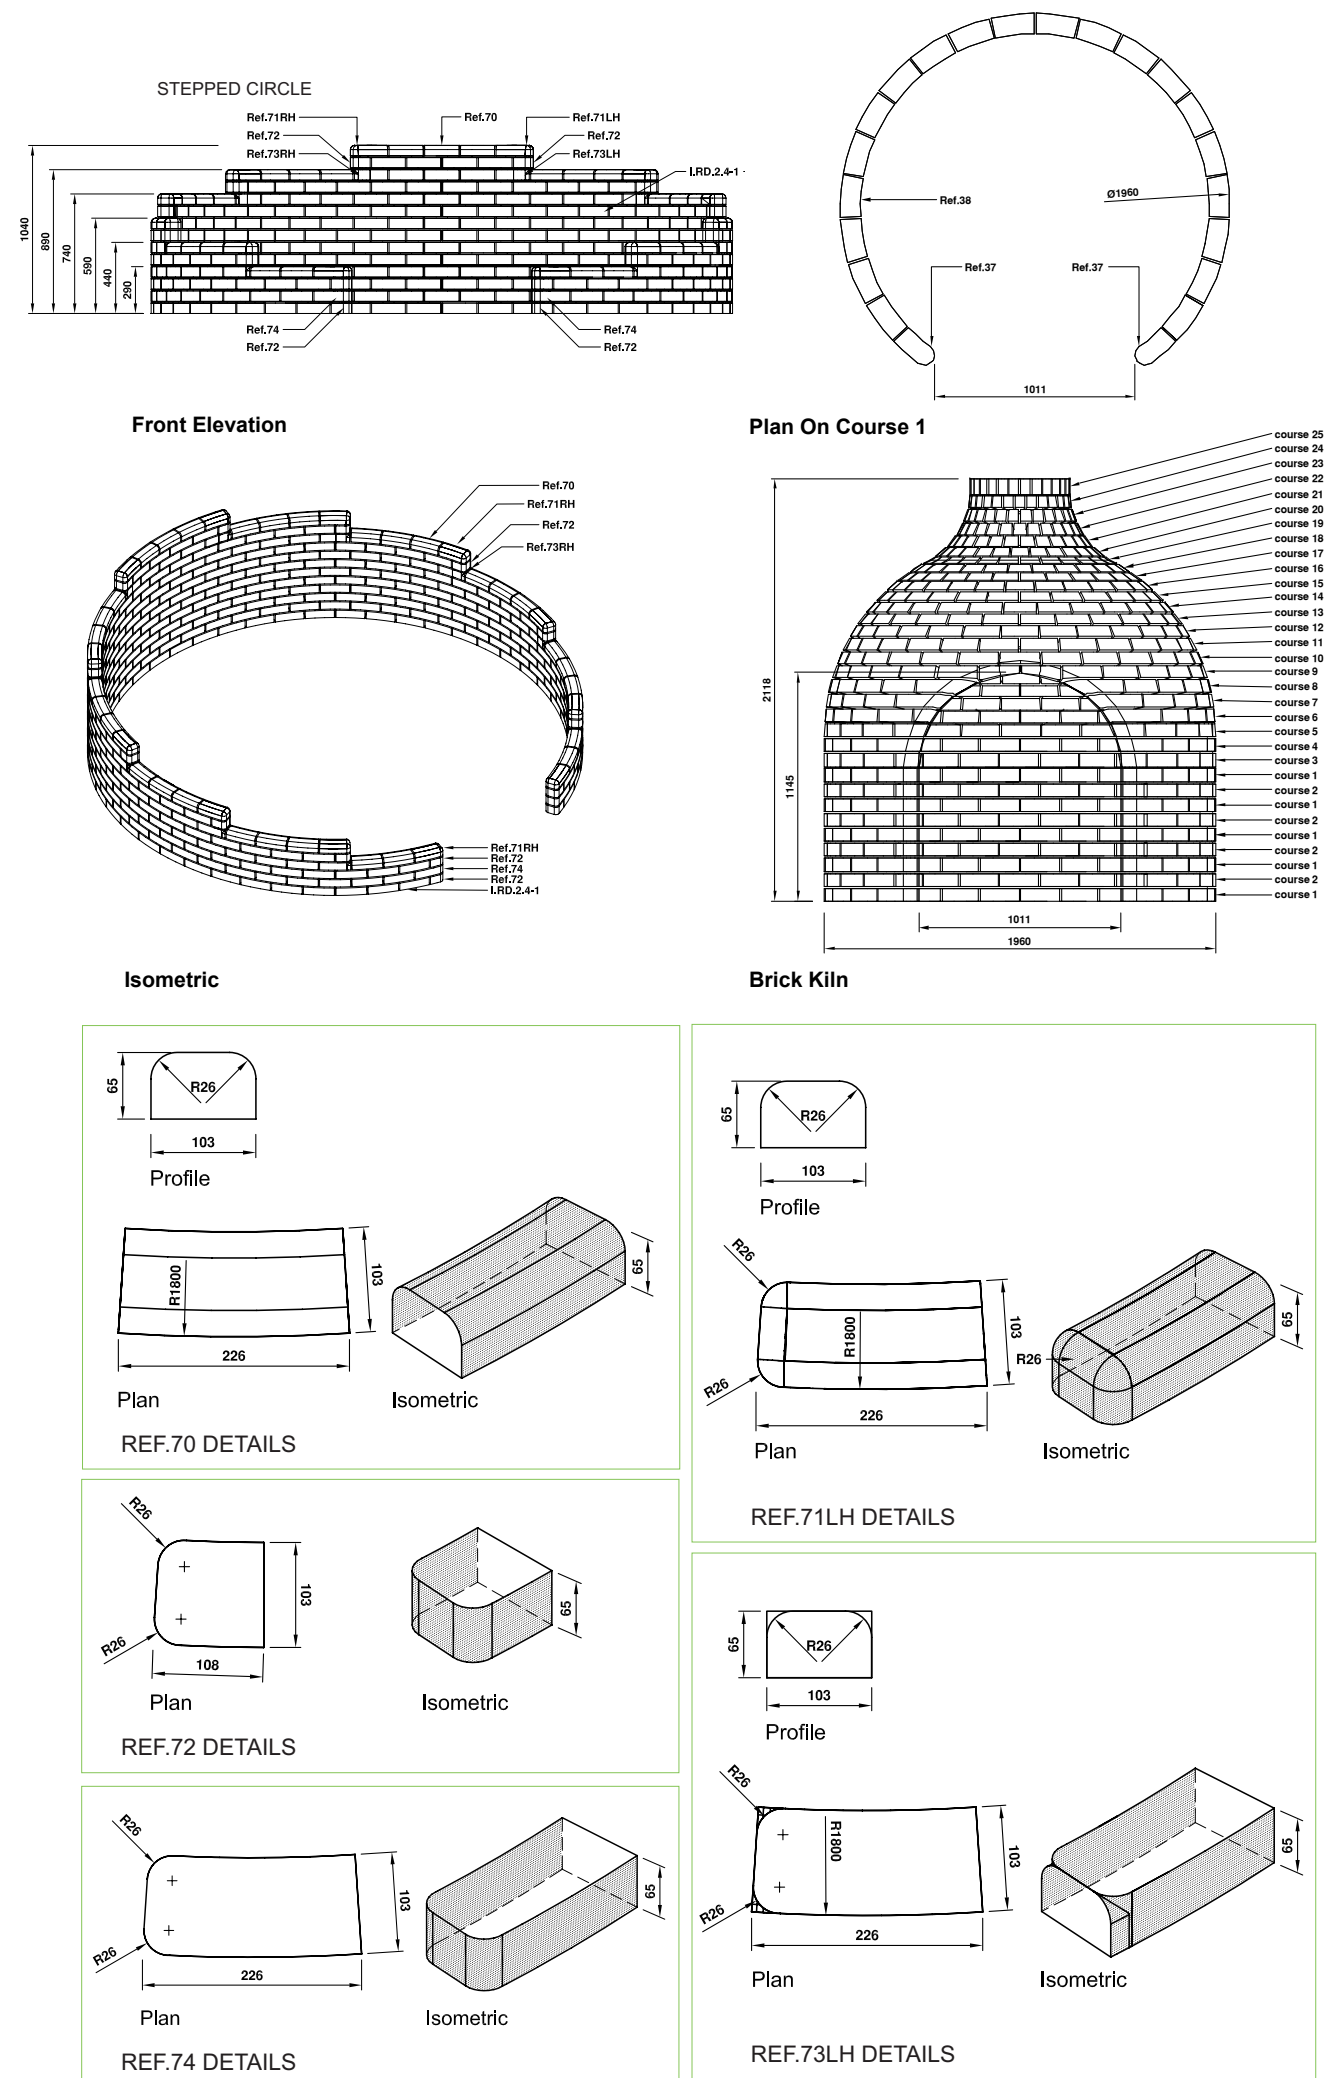 STEPPED CIRCLE
Ref.71RH
Ref.70
Ref.71LH
Ref.72
Ref.72
Ref.73RH
Ref.73LH
I.RD.2.4-1
1040
890
740
590
440
290
Ref.74
Ref.74
Ref.72
Ref.72
Front Elevation
Ref.38
Ø1960
Ref.37
Ref.37
1011
Plan On Course 1
Ref.70
Ref.71RH
Ref.72
Ref.73RH
Ref.71RH
Ref.72
Ref.74
Ref.72
I.RD.2.4-1
Isometric
course 25
course 24
course 23
course 22
course 21
course 20
course 19
course 18
course 17
course 16
course 15
course 14
course 13
course 12
course 11
course 10
course 9
course 8
course 7
course 6
course 5
course 4
course 3
course 1
course 2
course 1
course 2
course 1
course 2
course 1
course 2
course 1
2118
1145
1011
1960
Brick Kiln
65
R26
103
Profile
R1800
103
226
65
Plan
Isometric
REF.70 DETAILS
65
R26
103
Profile
R26
R1800
103
R26
226
R26
65
Plan
Isometric
REF.71LH DETAILS
R26
103
R26
108
65
Plan
Isometric
REF.72 DETAILS
65
R26
103
Profile
R26
R1800
103
R26
226
65
Plan
Isometric
REF.73LH DETAILS
R26
103
R26
226
65
Plan
Isometric
REF.74 DETAILS